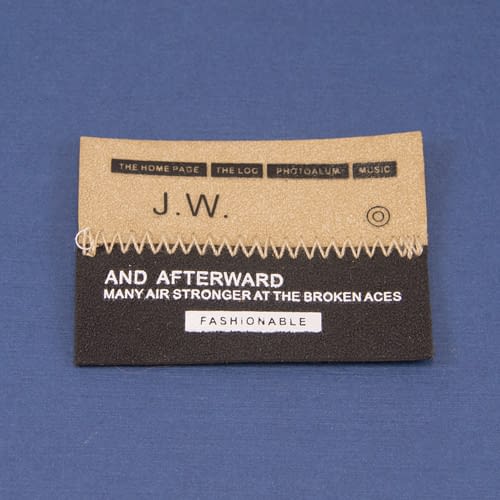 THE HOME PAGE THE LOG PHOTOALUM MUSIC
J.W.
AND AFTERWARD
MANY AIR STRONGER AT THE BROKEN ACES
FASHiONABLE